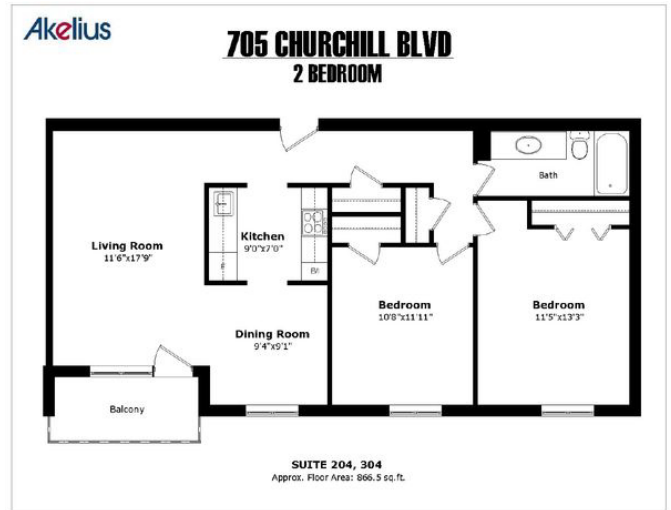 Akelius
705 CHURCHILL BLVD
2 BEDROOM
Bath
Kitchen
9'0"x7'0"
Living Room
11'6"x17'9"
Bedroom
10'8"x11'11"
Bedroom
11'5"x13'3"
Dining Room
9'4"x9'1"
Balcony
SUITE 204, 304
Approx. Floor Area: 866.5 sq.ft.